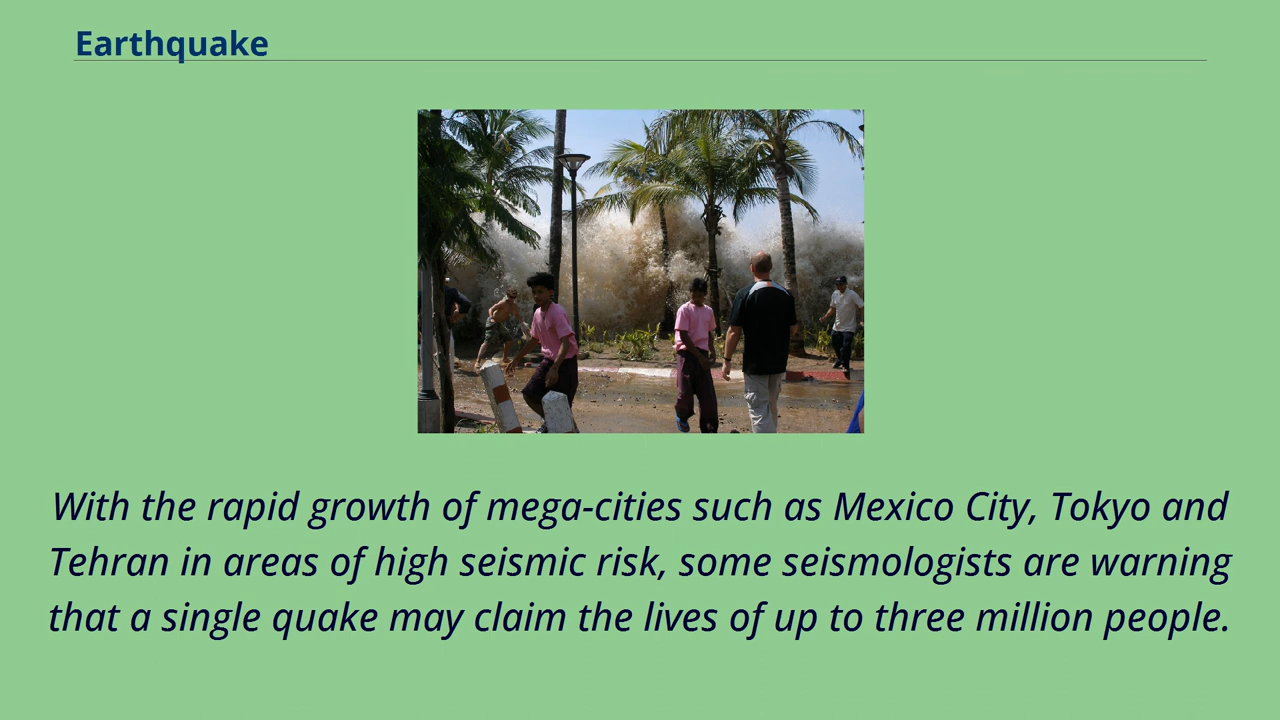 Earthquake
With the rapid growth of mega-cities such as Mexico City, Tokyo and
Tehran in areas of high seismic risk, some seismologists are warning
that a single quake may claim the lives of up to three million people.